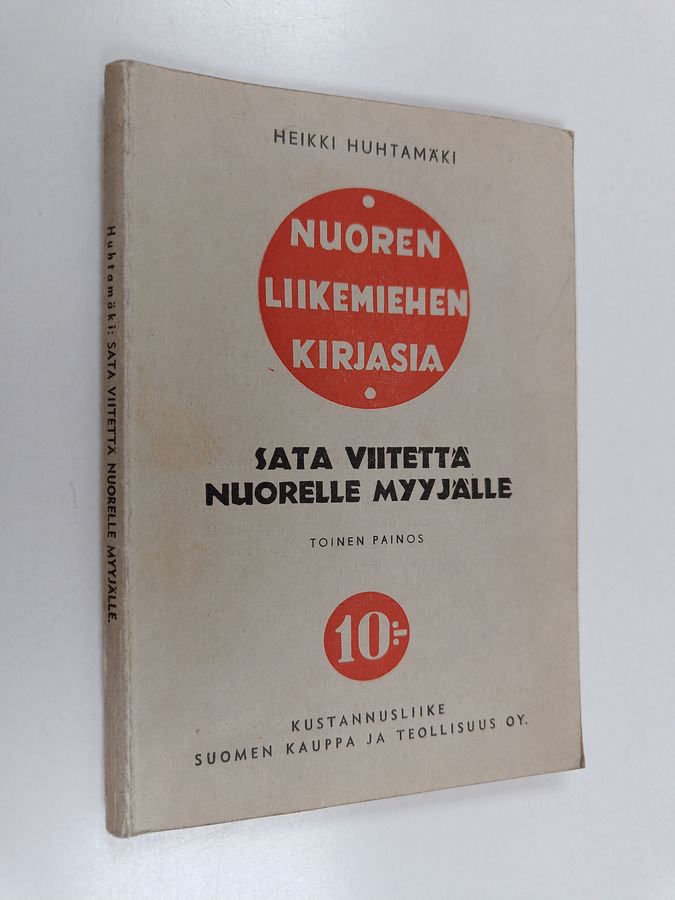 HEIKKI HUHTAMÄKI
NUOREN
LIIKEMIEHEN
KIRJASIA
SATA VIITETTÄ
NUORELLE MYYJÄLLE
TOINEN PAINOS
10:-
KUSTANNUSLIIKE
SUOMEN KAUPPA JA TEOLLISUUS OY.
Huhtamäki: SATA VIITETTÄ NUORELLE MYYJÄLLE.